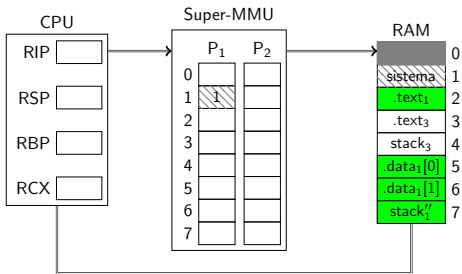 CPU
RIP
RSP
RBP
RCX
Super-MMU
P₁ P₂
0
1 1
2
3
4
5
6
7
RAM
0
sistema 1
.text₁ 2
.text₃ 3
stack₃ 4
.data₁[0] 5
.data₁[1] 6
stack₁″ 7